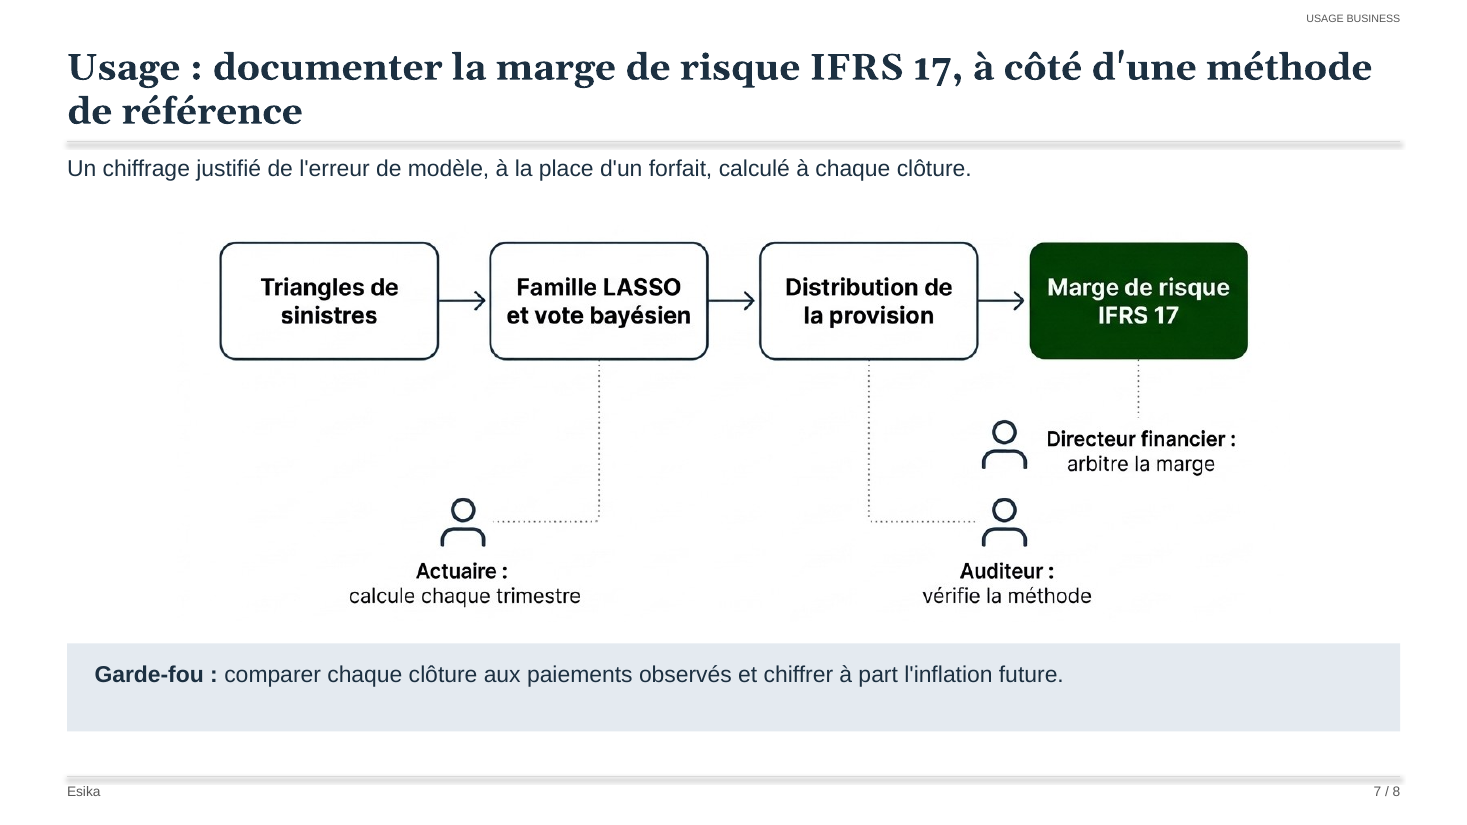 USAGE BUSINESS
Usage : documenter la marge de risque IFRS 17, à côté d'une méthode
de référence
Un chiffrage justifié de l'erreur de modèle, à la place d'un forfait, calculé à chaque clôture.
Triangles de
sinistres
Famille LASSO
et vote bayésien
Distribution de
la provision
Marge de risque
IFRS 17
Directeur financier :
arbitre la marge
Actuaire :
calcule chaque trimestre
Auditeur :
vérifie la méthode
Garde-fou : comparer chaque clôture aux paiements observés et chiffrer à part l'inflation future.
Esika
7 / 8